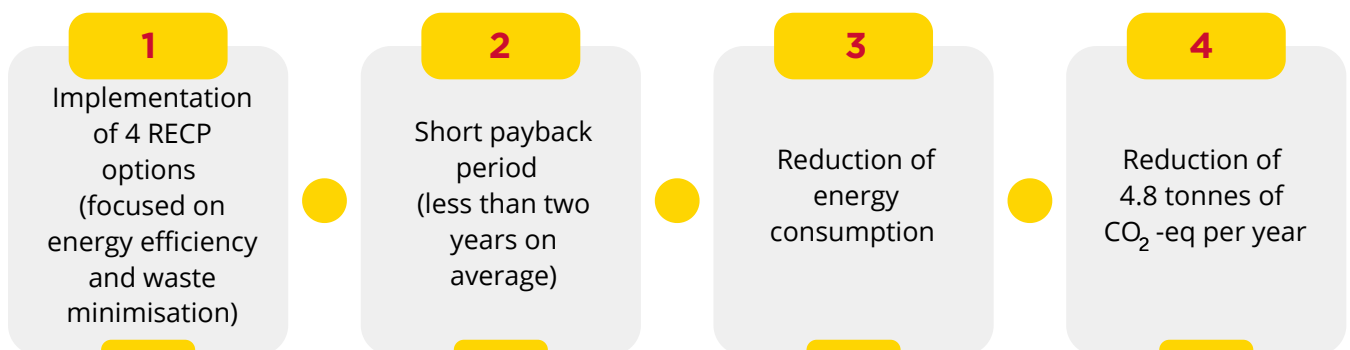 1
Implementation
of 4 RECP
options
(focused on
energy efficiency
and waste
minimisation)
2
Short payback
period
(less than two
years on
average)
3
Reduction of
energy
consumption
4
Reduction of
4.8 tonnes of
CO₂ -eq per year